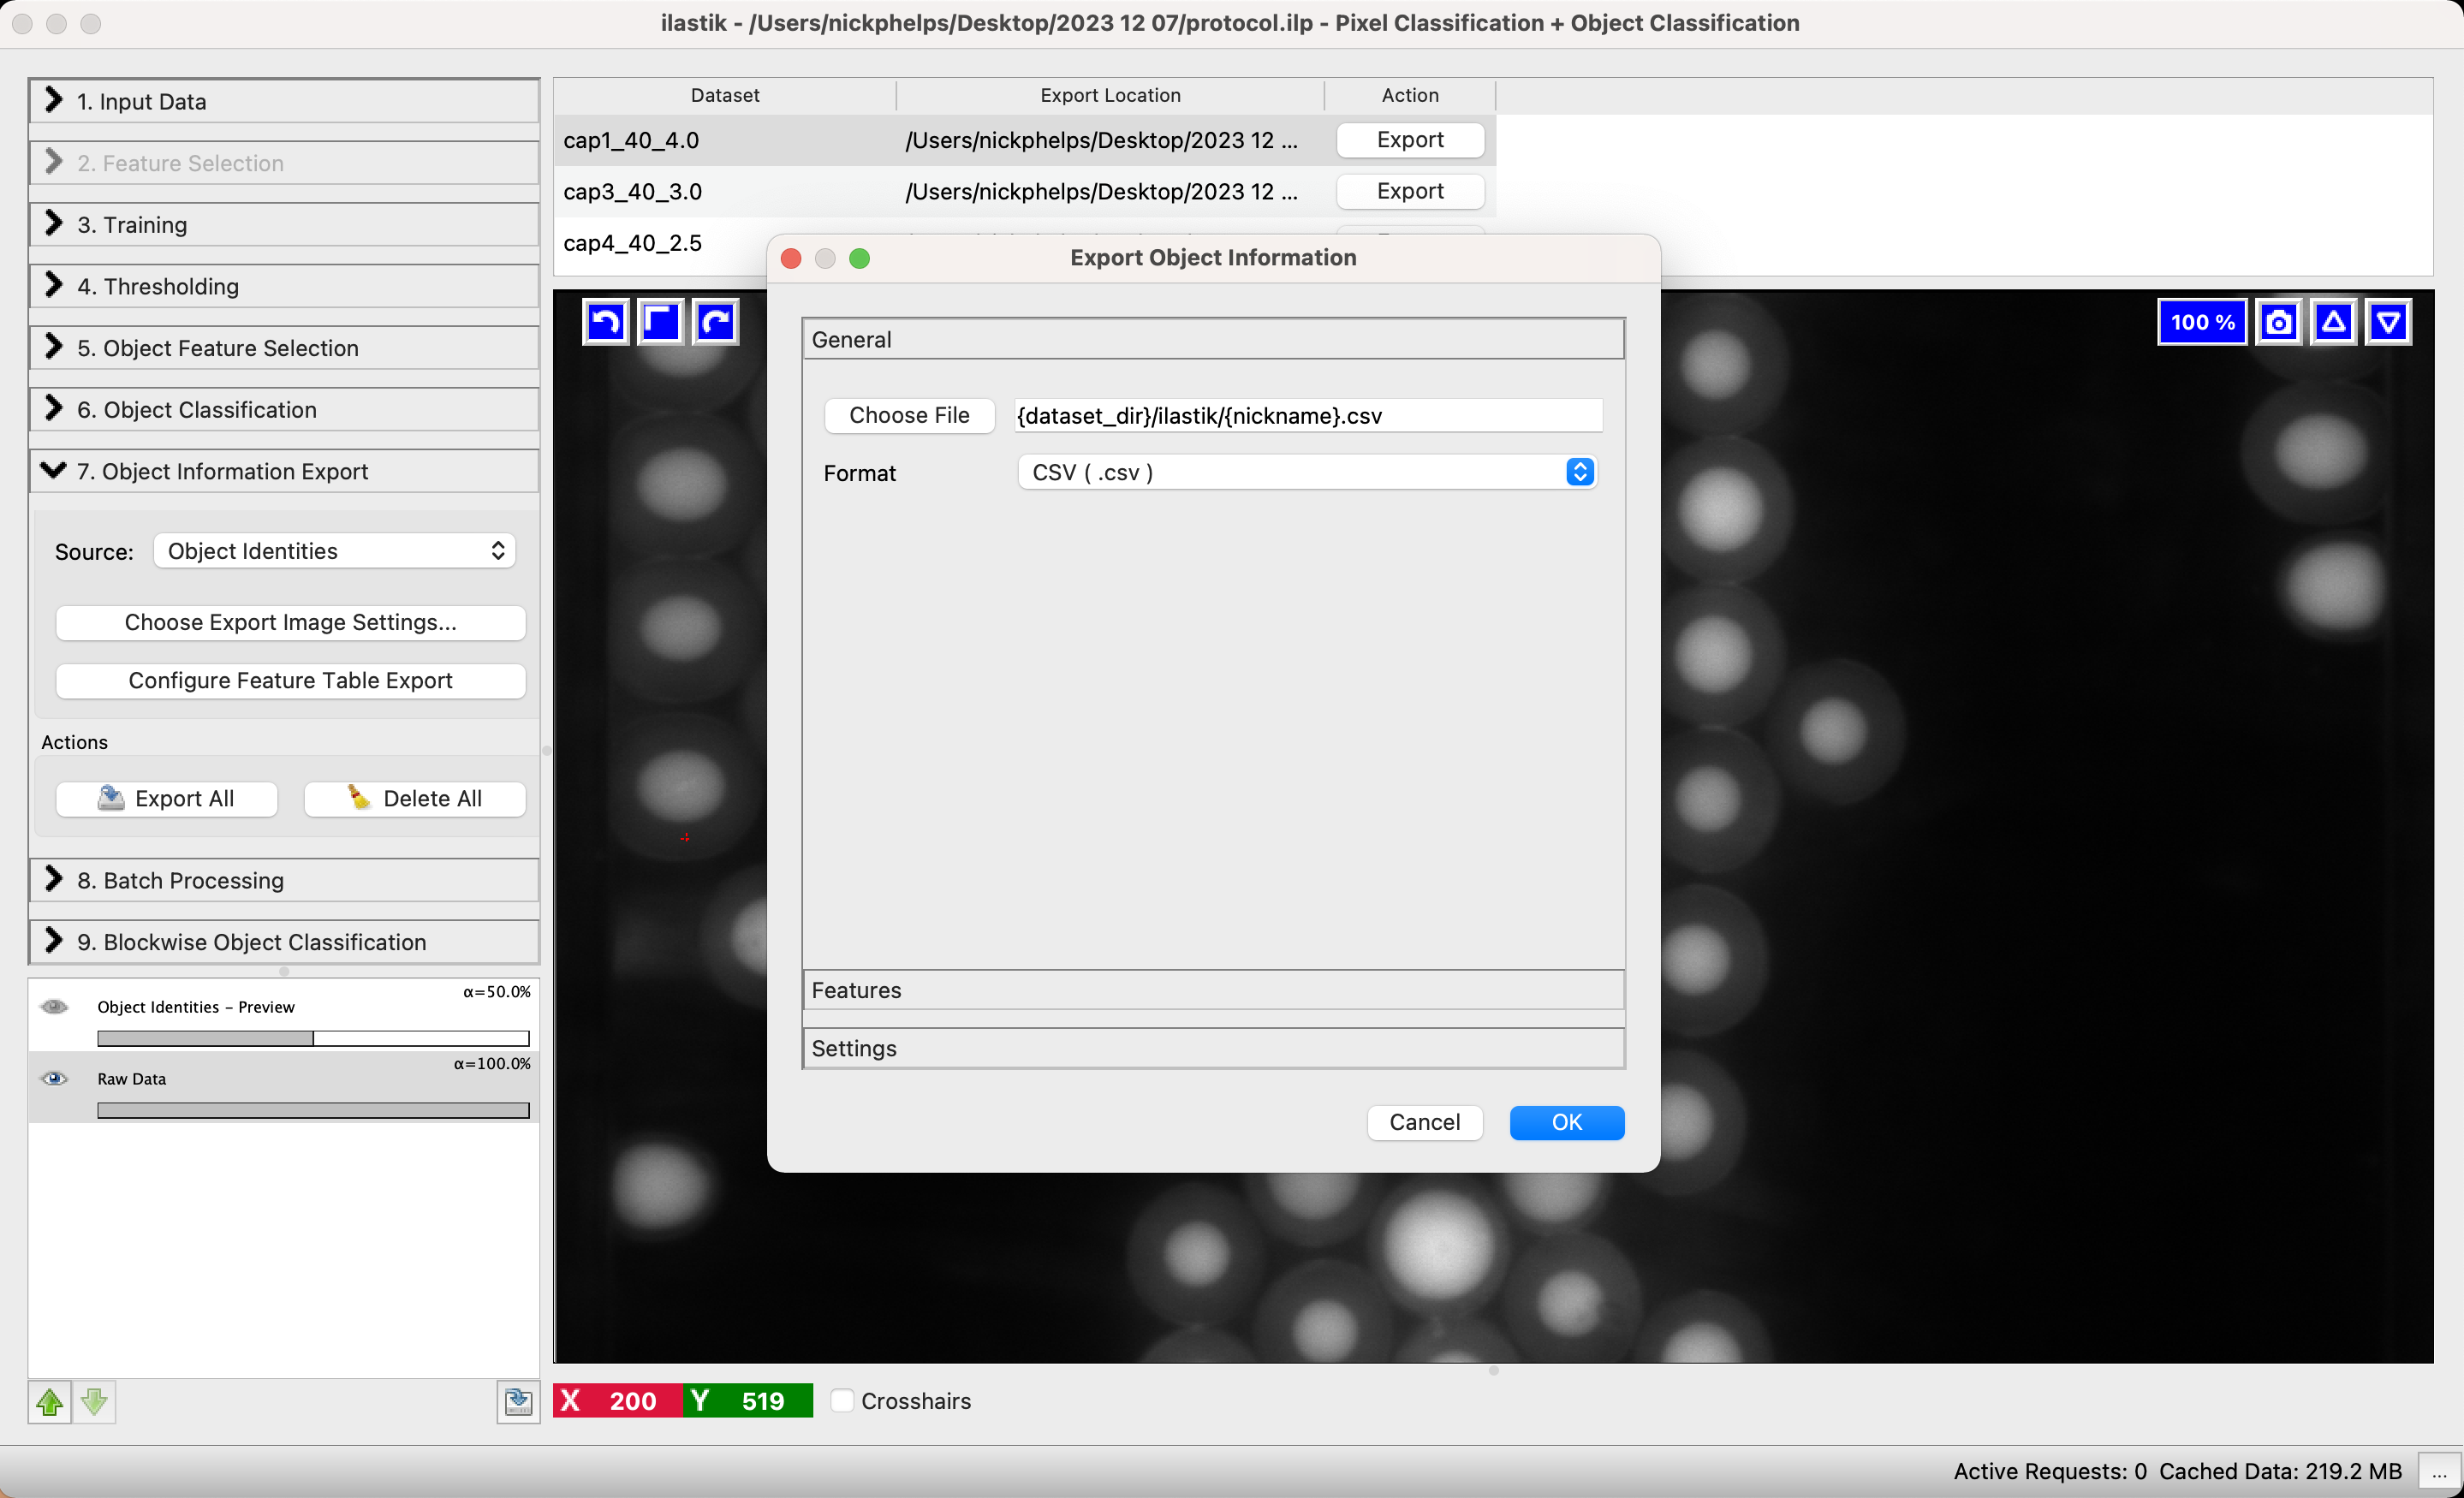 ilastik - /Users/nickphelps/Desktop/2023 12 07/protocol.ilp - Pixel Classification + Object Classification
1. Input Data
2. Feature Selection
3. Training
4. Thresholding
5. Object Feature Selection
6. Object Classification
7. Object Information Export
Source: Object Identities
Choose Export Image Settings...
Configure Feature Table Export
Actions
Export All Delete All
8. Batch Processing
9. Blockwise Object Classification
α=50.0%
Object Identities – Preview
α=100.0%
Raw Data
Dataset Export Location Action
cap1_40_4.0 /Users/nickphelps/Desktop/2023 12 ... Export
cap3_40_3.0 /Users/nickphelps/Desktop/2023 12 ... Export
cap4_40_2.5
100 %
Export Object Information
General
Choose File {dataset_dir}/ilastik/{nickname}.csv
Format CSV ( .csv )
Features
Settings
Cancel OK
X 200 Y 519 Crosshairs
Active Requests: 0 Cached Data: 219.2 MB ...